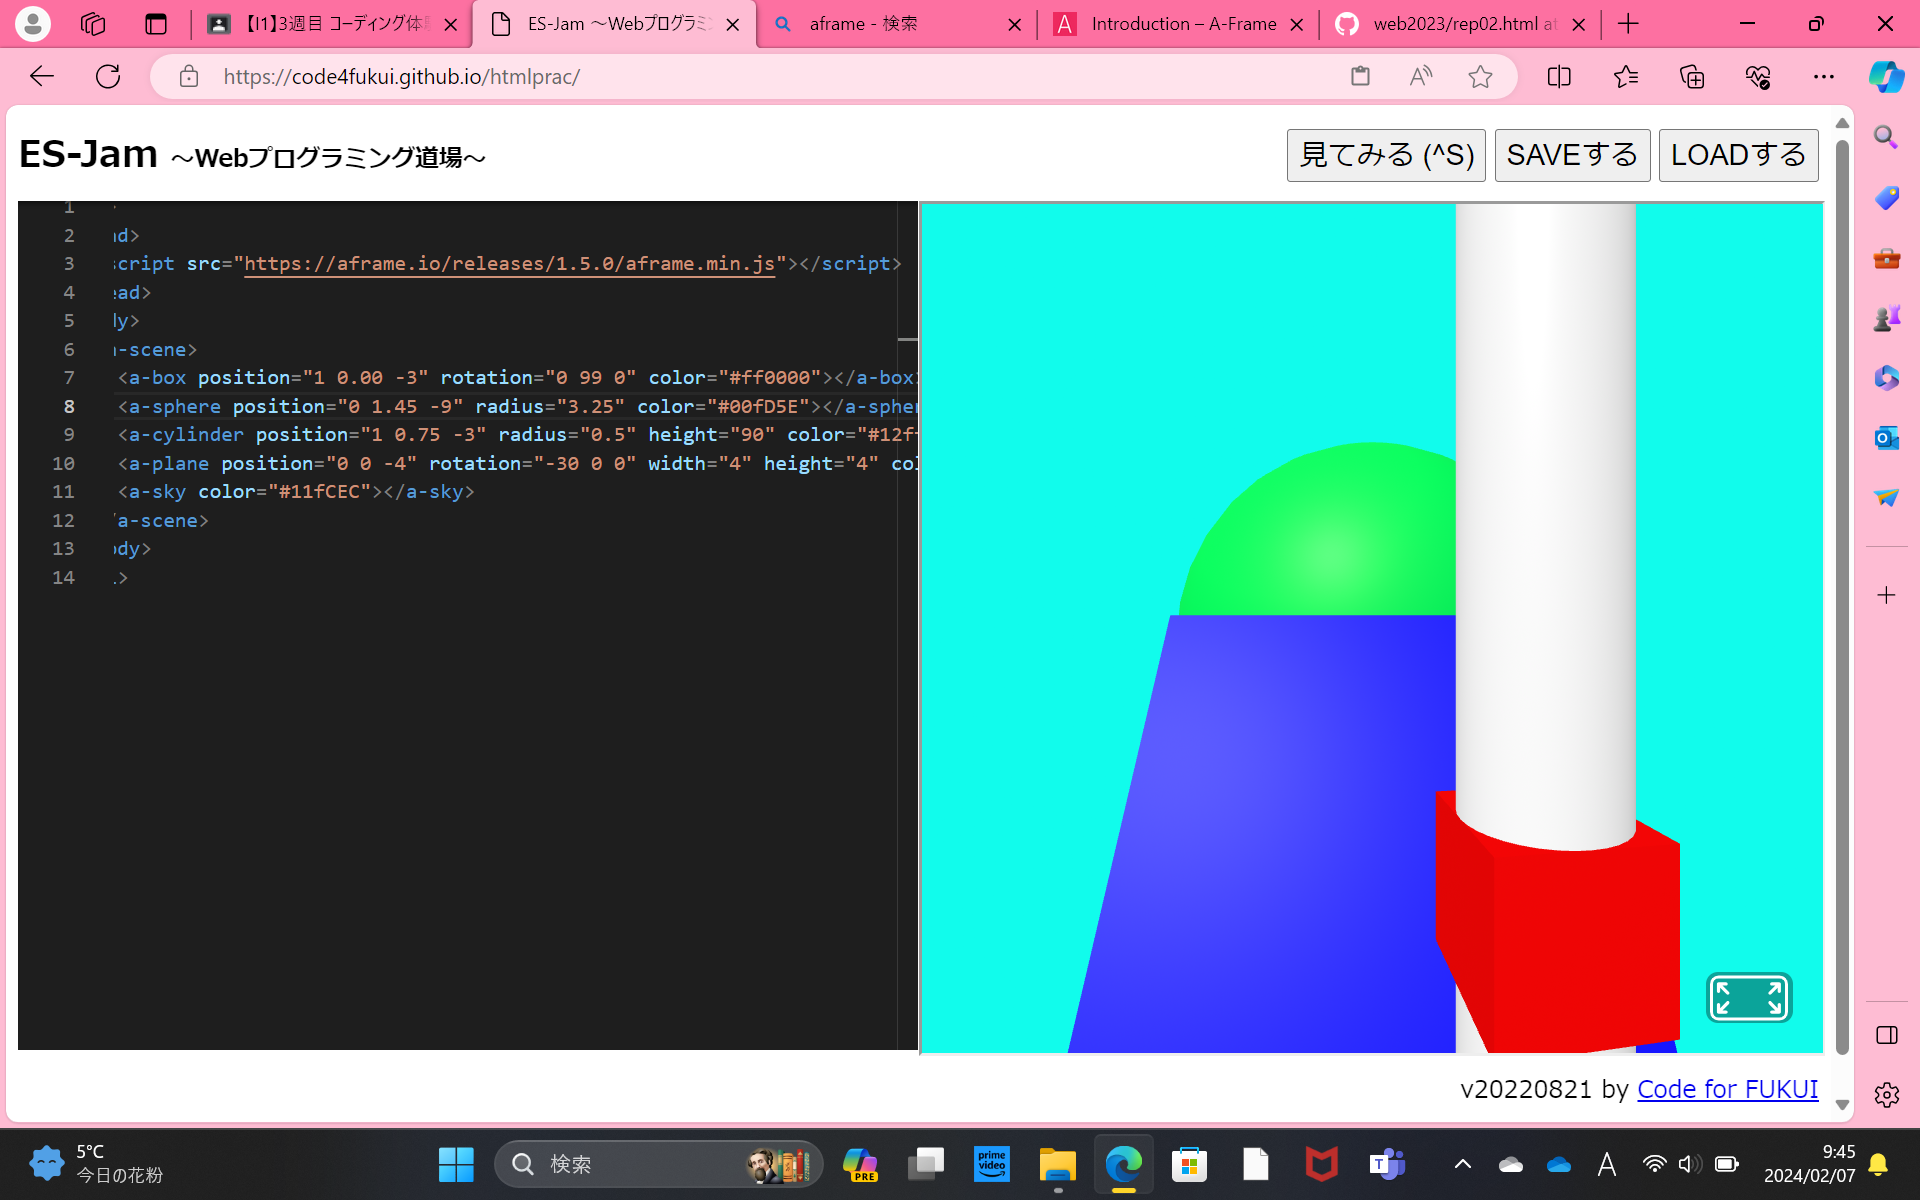 【I1】3週目 コーディング体
ES-Jam ～Webプログラミ
aframe - 検索
Introduction – A-Frame
web2023/rep02.html at
https://code4fukui.github.io/htmlprac/
ES-Jam ～Webプログラミング道場～
見てみる (^S) SAVEする LOADする
1
2 ad>
3 script src="https://aframe.io/releases/1.5.0/aframe.min.js"></script>
4 ead>
5 dy>
6 a-scene>
7 <a-box position="1 0.00 -3" rotation="0 99 0" color="#ff0000"></a-box>
8 <a-sphere position="0 1.45 -9" radius="3.25" color="#00fD5E"></a-spher
9 <a-cylinder position="1 0.75 -3" radius="0.5" height="90" color="#12f
10 <a-plane position="0 0 -4" rotation="-30 0 0" width="4" height="4" col
11 <a-sky color="#11fCEC"></a-sky>
12 /a-scene>
13 ody>
14 l>
v20220821 by Code for FUKUI
5°C
今日の花粉
検索
PRE
prime video
A
9:45
2024/02/07